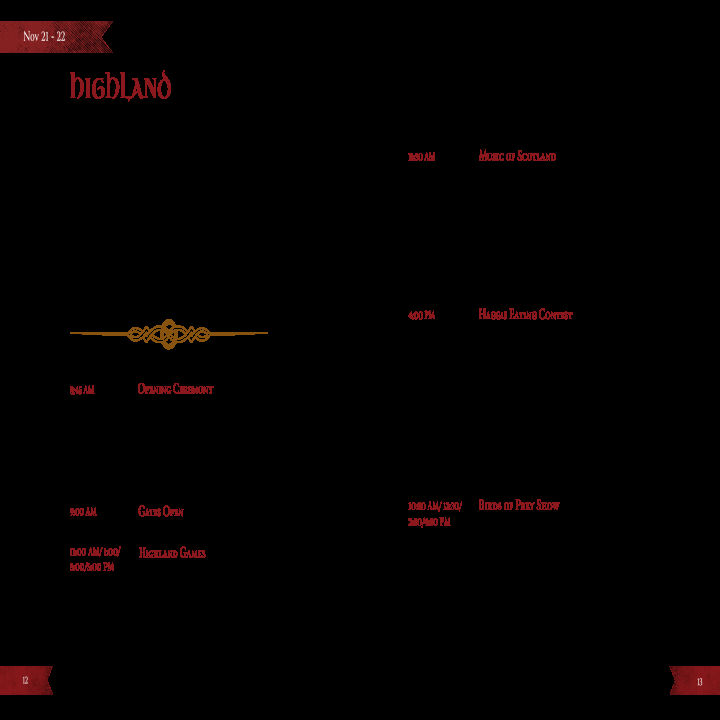 Nov 21 - 22
highland
8:45 AM Opening Ceremony
9:00 AM Gates Open
11:00 AM/ 1:00/ Highland Games
3:00/5:00 PM
11:30 AM Music of Scotland
4:00 PM Haggis Eating Contest
10:00 AM/ 12:30/ Birds of Prey Show
2:30/4:30 PM
12
13